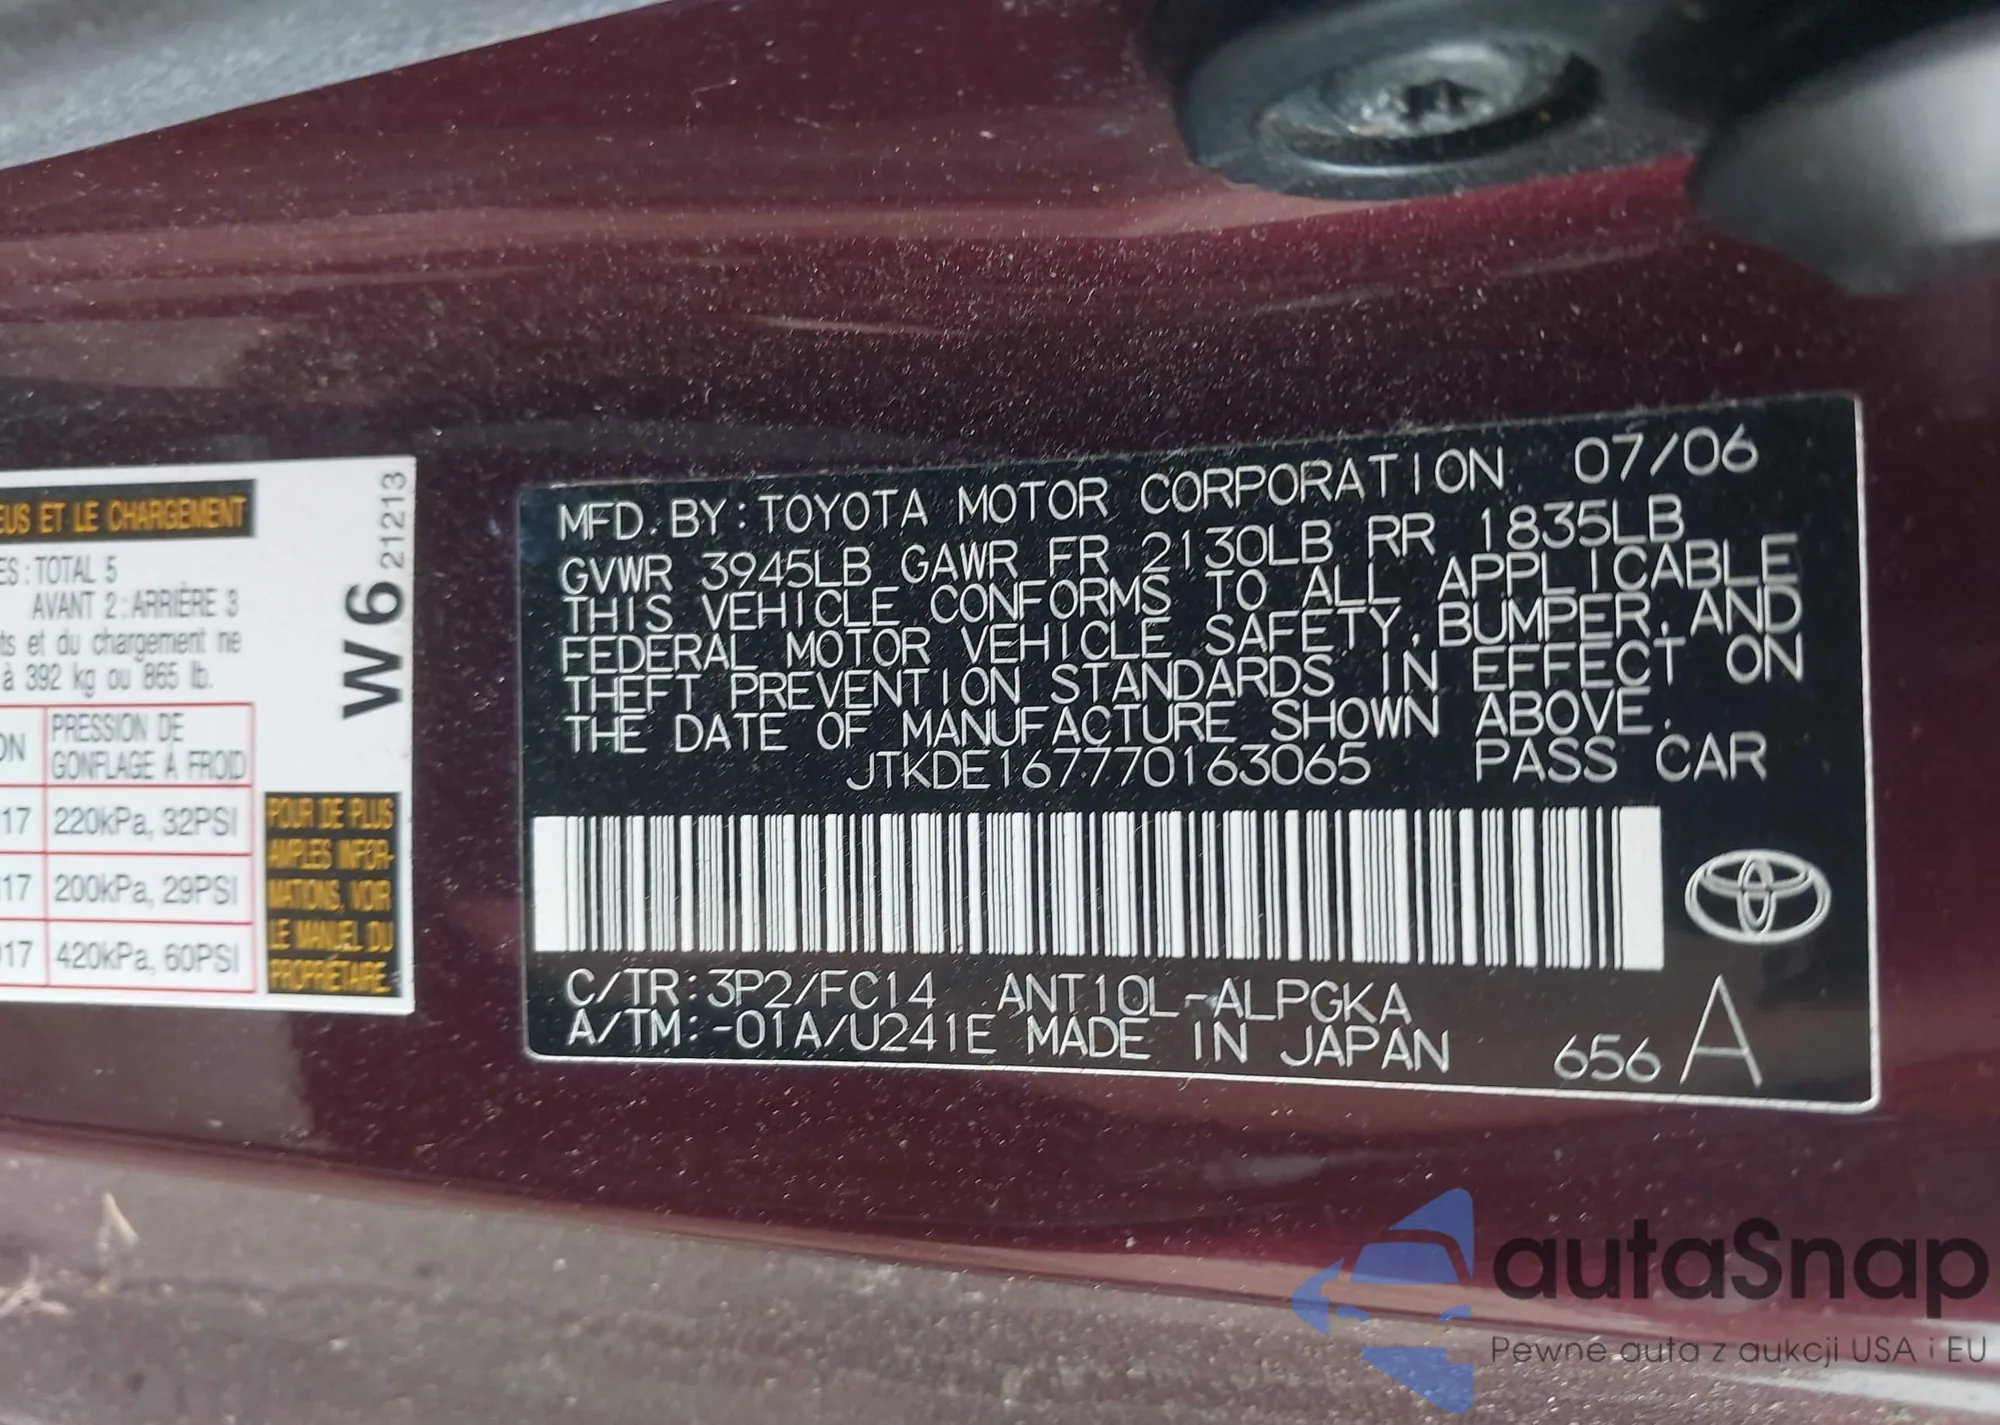 EUS ET LE CHARGEMENT
ES : TOTAL 5
AVANT 2 : ARRIÈRE 3
ts et du chargement ne
à 392 kg ou 865 lb.
ON
PRESSION DE
GONFLAGE À FROID
17 220kPa, 32PSI
17 200kPa, 29PSI
17 420kPa, 60PSI
W6 21213
POUR DE PLUS
AMPLES INFOR-
MATIONS, VOIR
LE MANUEL DU
PROPRIÉTAIRE.
MFD. BY: TOYOTA MOTOR CORPORATION 07/06
GVWR 3945LB GAWR FR 2130LB RR 1835LB
THIS VEHICLE CONFORMS TO ALL APPLICABLE
FEDERAL MOTOR VEHICLE SAFETY, BUMPER, AND
THEFT PREVENTION STANDARDS IN EFFECT ON
THE DATE OF MANUFACTURE SHOWN ABOVE.
JTKDE167770163065 PASS CAR
C/TR: 3P2/FC14 ANT10L-ALPGKA
A/TM: -01A/U241E MADE IN JAPAN 656 A
autaSnap
Pewne auta z aukcji USA i EU